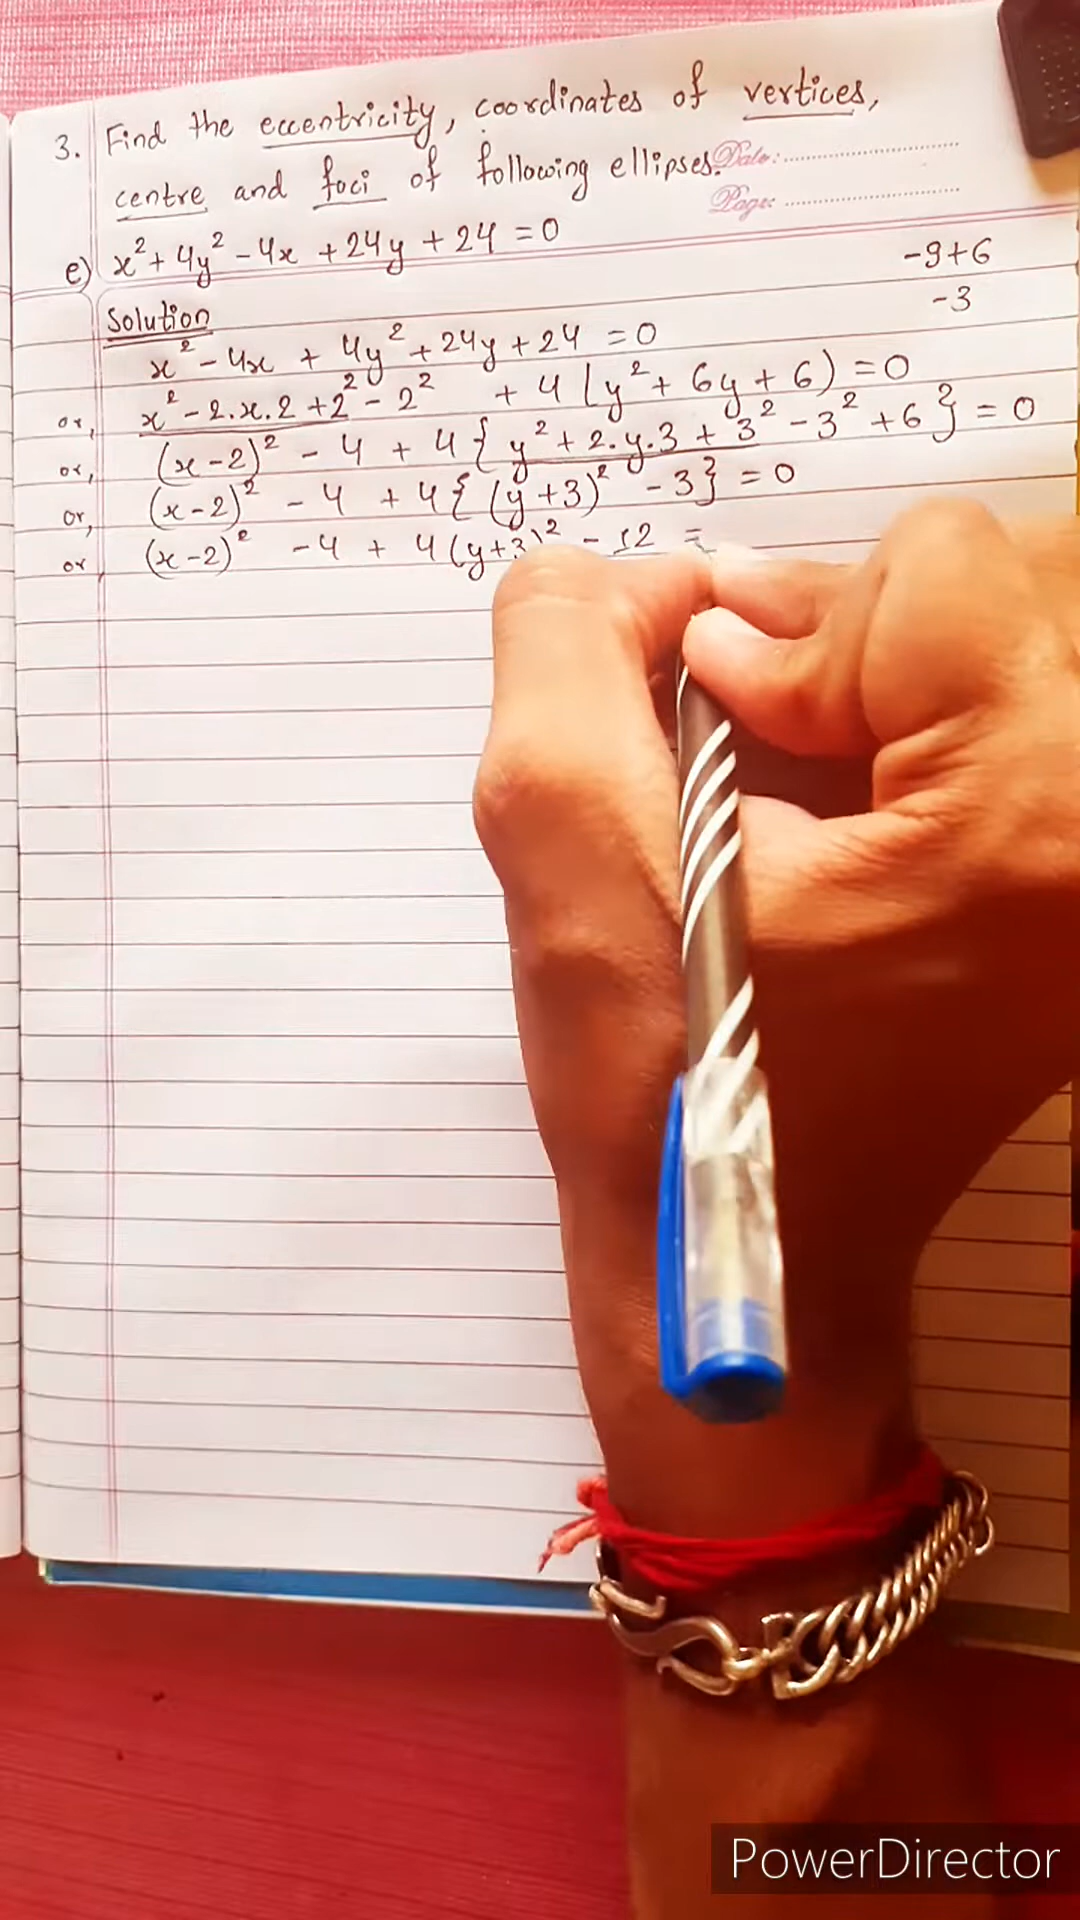 3. Find the eccentricity, coordinates of vertices,
centre and foci of following ellipses.
Date:
Page:
e) x² + 4y² - 4x + 24y + 24 = 0
-9+6
-3
Solution
x² - 4x + 4y² + 24y + 24 = 0
or, x² - 2.x.2 + 2² - 2² + 4(y² + 6y + 6) = 0
or, (x-2)² - 4 + 4{y² + 2.y.3 + 3² - 3² + 6} = 0
or, (x-2)² - 4 + 4{(y+3)² - 3} = 0
or, (x-2)² - 4 + 4(y+3)² - 12 =
PowerDirector